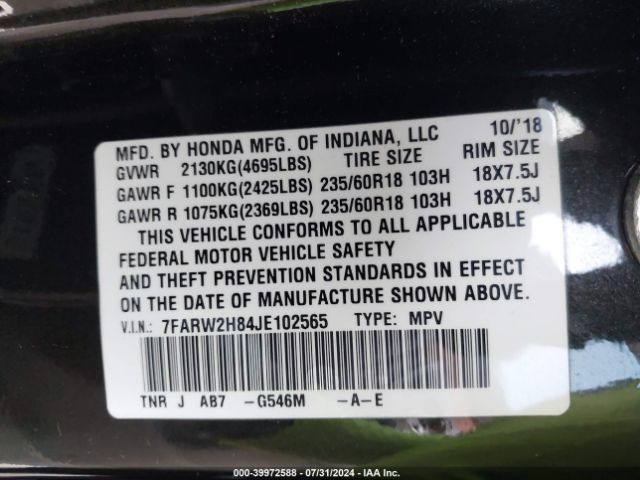 MFD. BY HONDA MFG. OF INDIANA, LLC 10/'18
GVWR 2130KG(4695LBS) TIRE SIZE RIM SIZE
GAWR F 1100KG(2425LBS) 235/60R18 103H 18X7.5J
GAWR R 1075KG(2369LBS) 235/60R18 103H 18X7.5J
THIS VEHICLE CONFORMS TO ALL APPLICABLE
FEDERAL MOTOR VEHICLE SAFETY
AND THEFT PREVENTION STANDARDS IN EFFECT
ON THE DATE OF MANUFACTURE SHOWN ABOVE.
V.I.N.: 7FARW2H84JE102565 TYPE: MPV
TNR J AB7 -G546M -A-E
000-39972588 - 07/31/2024 - IAA Inc.